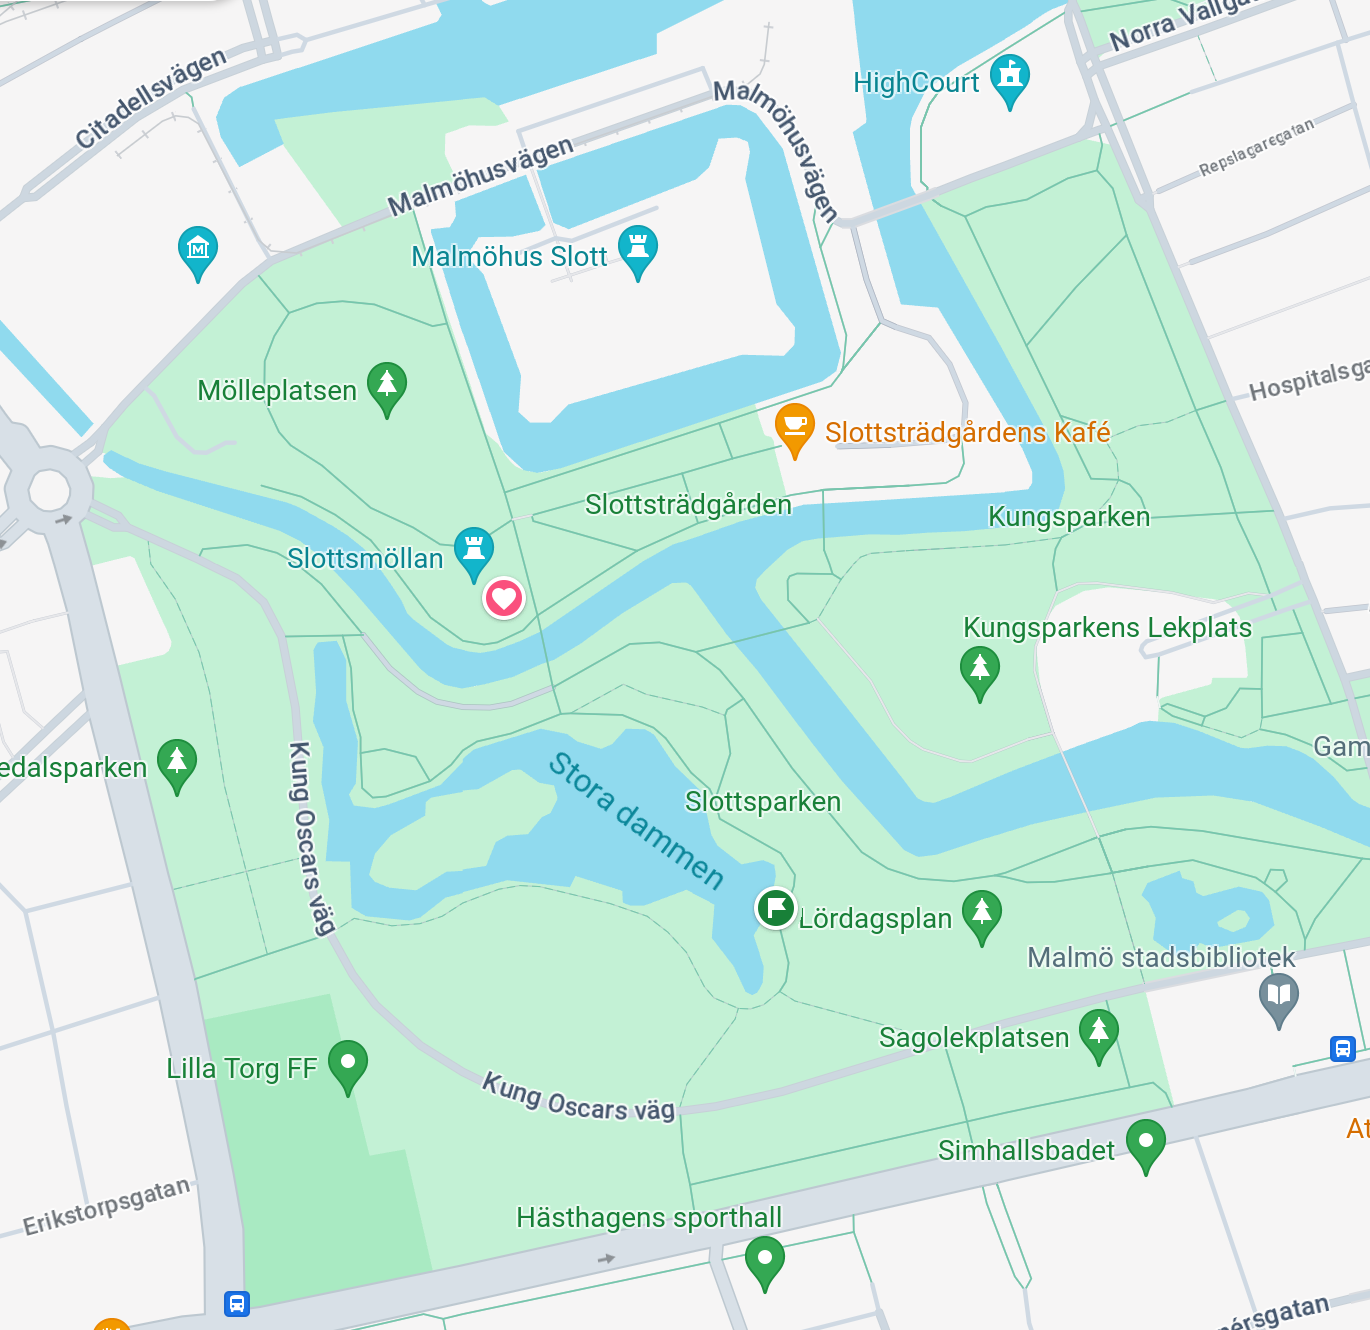 Norra Vallga
Citadellsvägen
HighCourt
Malmöhusvägen
Malmöhusvägen
Repslagaregatan
M
Malmöhus Slott
Hospitalsga
Mölleplatsen
Slottsträdgårdens Kafé
Slottsträdgården
Kungsparken
Slottsmöllan
Kungsparkens Lekplats
Gam
edalsparken
Kung Oscars väg
Stora dammen
Slottsparken
Lördagsplan
Malmö stadsbibliotek
Sagolekplatsen
Lilla Torg FF
Kung Oscars väg
At
Simhallsbadet
Erikstorpsgatan
Hästhagens sporthall
nérsgatan